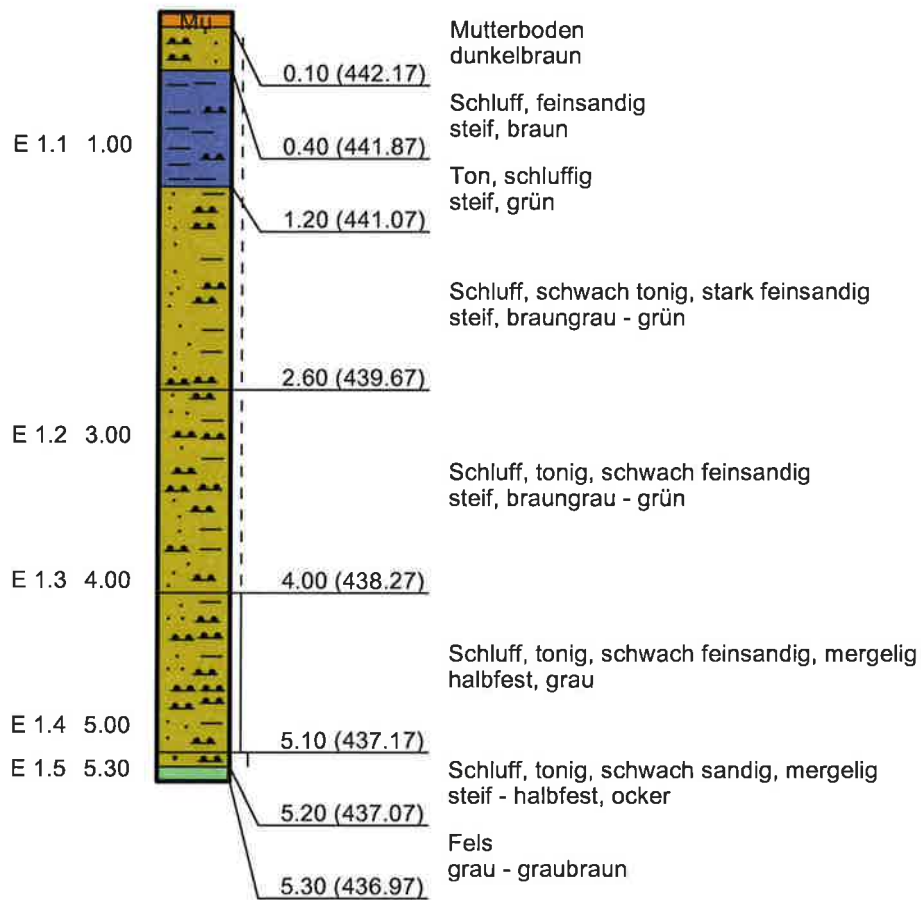 Mu
Mutterboden
dunkelbraun
0.10 (442.17)
Schluff, feinsandig
steif, braun
E 1.1 1.00
0.40 (441.87)
Ton, schluffig
steif, grün
1.20 (441.07)
Schluff, schwach tonig, stark feinsandig
steif, braungrau - grün
2.60 (439.67)
E 1.2 3.00
Schluff, tonig, schwach feinsandig
steif, braungrau - grün
E 1.3 4.00
4.00 (438.27)
Schluff, tonig, schwach feinsandig, mergelig
halbfest, grau
E 1.4 5.00
5.10 (437.17)
E 1.5 5.30
Schluff, tonig, schwach sandig, mergelig
steif - halbfest, ocker
5.20 (437.07)
Fels
grau - graubraun
5.30 (436.97)